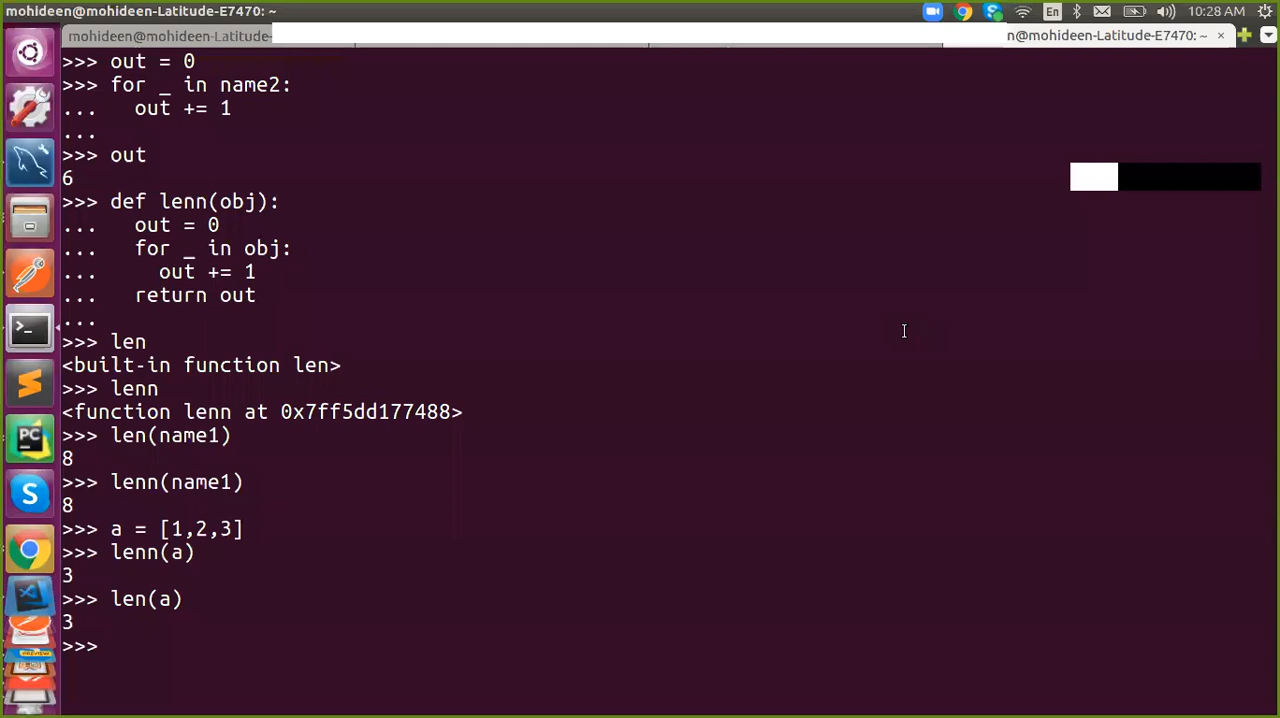 mohideen@mohideen-Latitude-E7470: ~
En
10:28 AM
mohideen@mohideen-Latitude-
n@mohideen-Latitude-E7470: ~ ×
>>> out = 0
>>> for _ in name2:
...   out += 1
...
>>> out
6
>>> def lenn(obj):
...   out = 0
...   for _ in obj:
...     out += 1
...   return out
...
>>> len
<built-in function len>
>>> lenn
<function lenn at 0x7ff5dd177488>
>>> len(name1)
8
>>> lenn(name1)
8
>>> a = [1,2,3]
>>> lenn(a)
3
>>> len(a)
3
>>>
PC
S